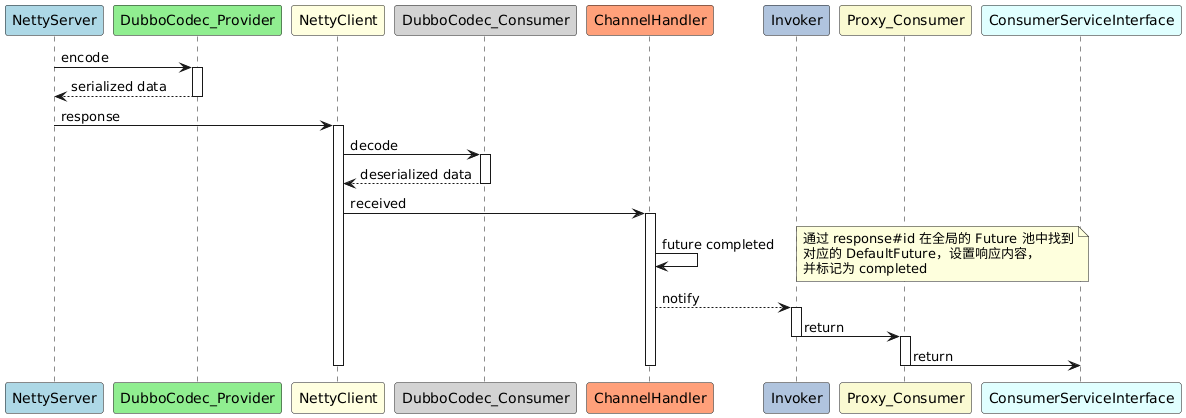 NettyServer
DubboCodec_Provider
NettyClient
DubboCodec_Consumer
ChannelHandler
Invoker
Proxy_Consumer
ConsumerServiceInterface
encode
serialized data
response
decode
deserialized data
received
future completed
通过 response#id 在全局的 Future 池中找到
对应的 DefaultFuture，设置响应内容，
并标记为 completed
notify
return
return
NettyServer
DubboCodec_Provider
NettyClient
DubboCodec_Consumer
ChannelHandler
Invoker
Proxy_Consumer
ConsumerServiceInterface